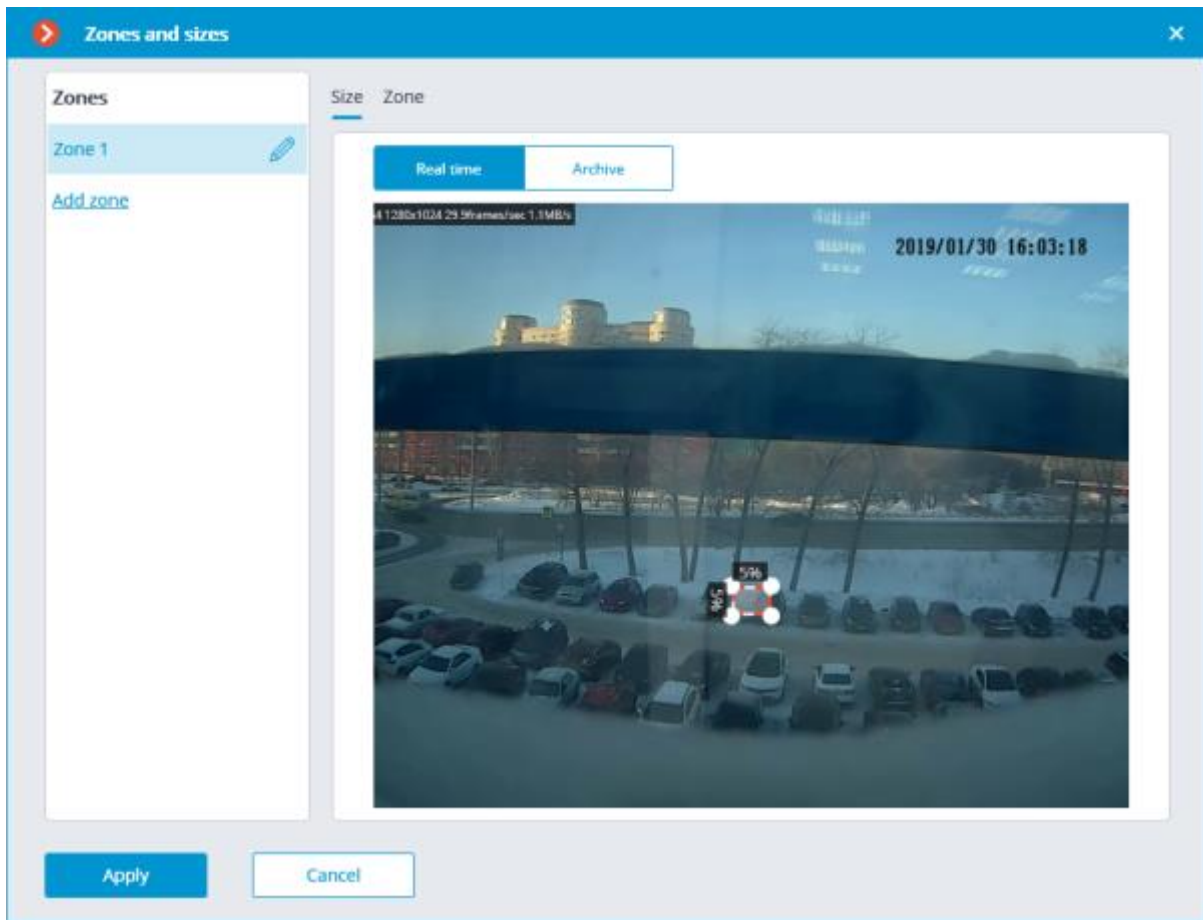 Zones and sizes
Zones
Zone 1
Add zone
Size Zone
Real time Archive
4 1280x1024 29.9frames/sec 1.1MB/s
2019/01/30 16:03:18
5%
5%
Apply Cancel